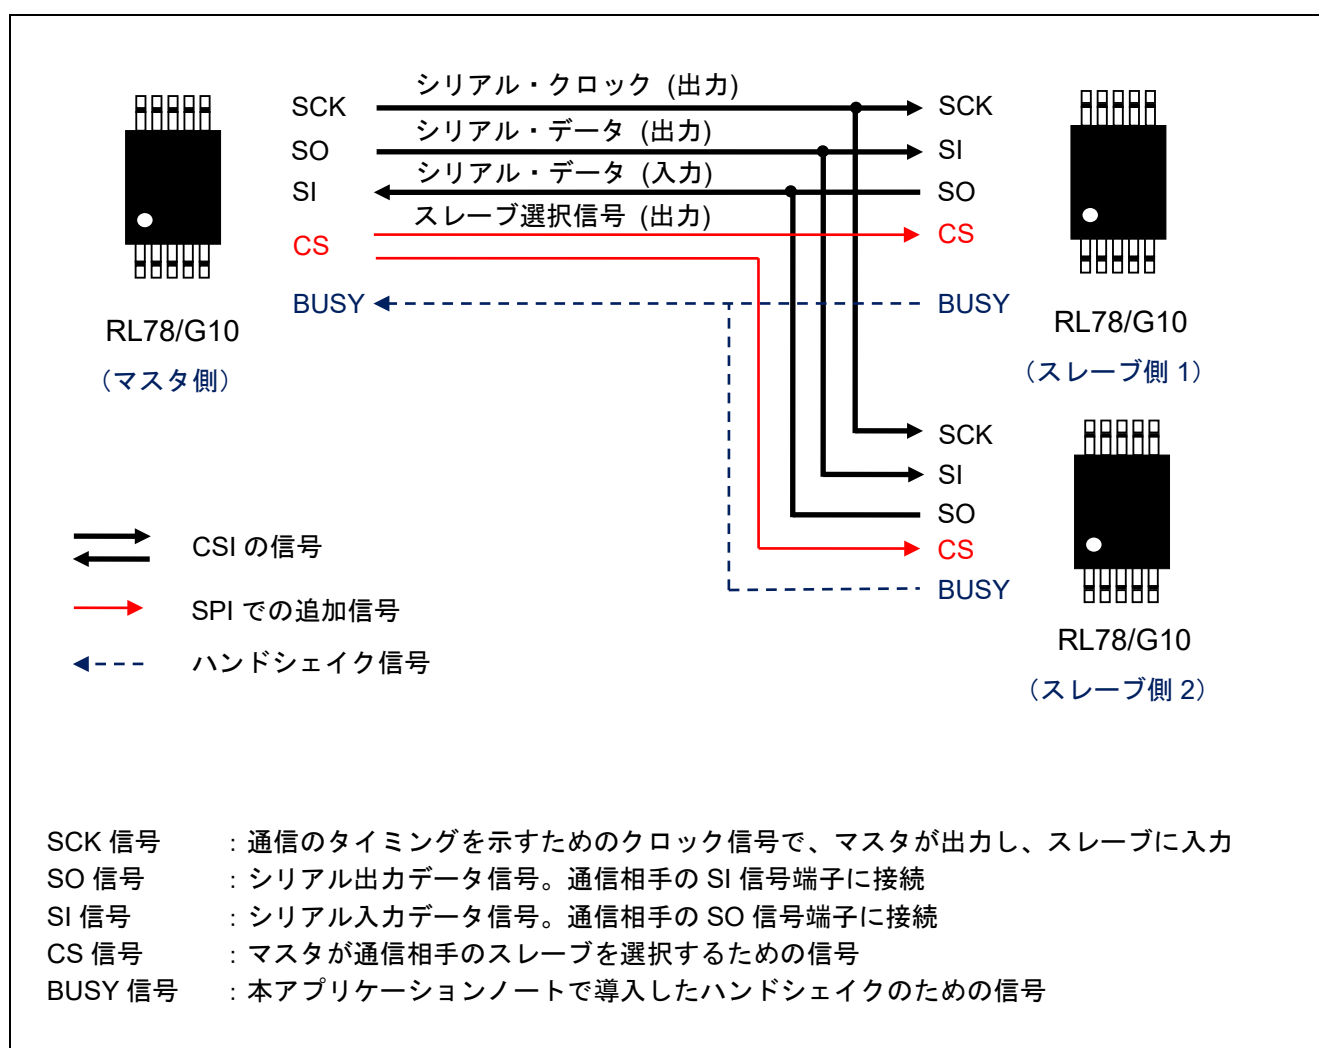 シリアル・クロック (出力)
SCK
SCK
シリアル・データ (出力)
SO
SI
シリアル・データ (入力)
SI
SO
スレーブ選択信号 (出力)
CS
CS
BUSY
BUSY
RL78/G10
(マスタ側)
RL78/G10
(スレーブ側 1)
SCK
SI
SO
CS
BUSY
RL78/G10
(スレーブ側 2)
CSI の信号
SPI での追加信号
ハンドシェイク信号
SCK 信号 : 通信のタイミングを示すためのクロック信号で、マスタが出力し、スレーブに入力
SO 信号 : シリアル出力データ信号。通信相手の SI 信号端子に接続
SI 信号 : シリアル入力データ信号。通信相手の SO 信号端子に接続
CS 信号 : マスタが通信相手のスレーブを選択するための信号
BUSY 信号 : 本アプリケーションノートで導入したハンドシェイクのための信号